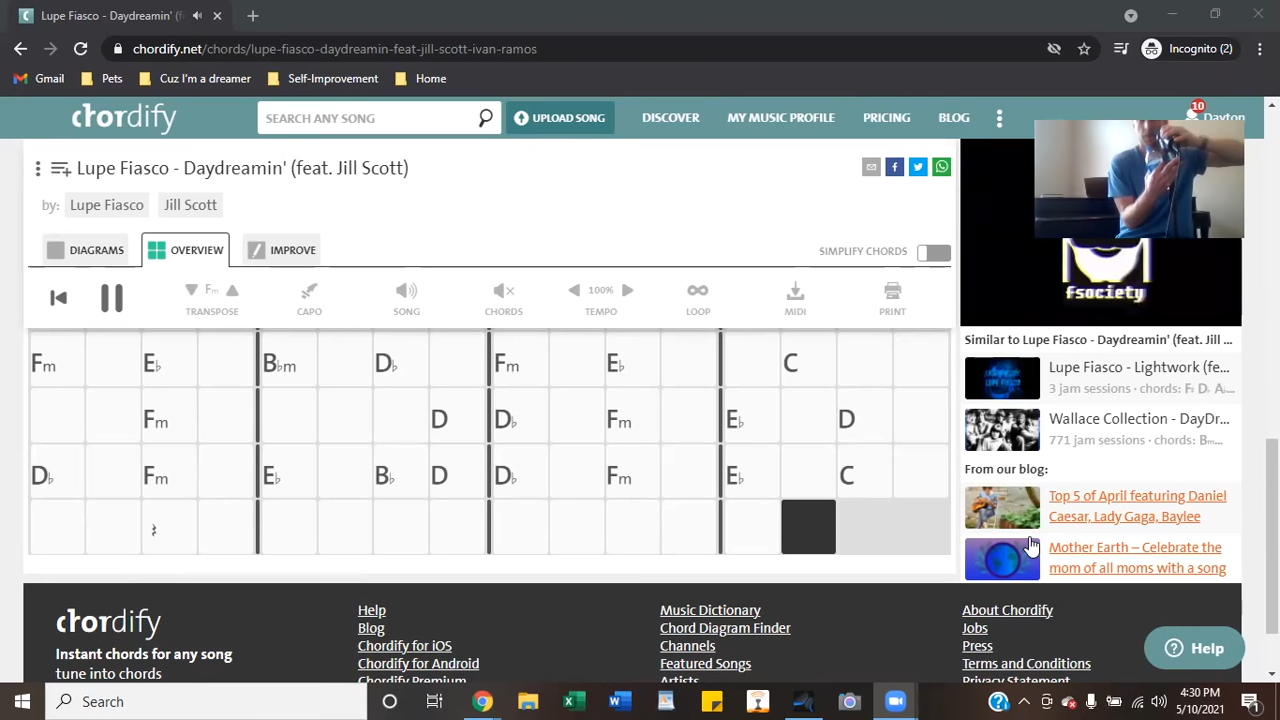 Lupe Fiasco - Daydreamin' (f
chordify.net/chords/lupe-fiasco-daydreamin-feat-jill-scott-ivan-ramos
Incognito (2)
Gmail
Pets
Cuz I'm a dreamer
Self-Improvement
Home
chordify
SEARCH ANY SONG
UPLOAD SONG
DISCOVER
MY MUSIC PROFILE
PRICING
BLOG
10
Dayton
Lupe Fiasco - Daydreamin' (feat. Jill Scott)
by: Lupe Fiasco Jill Scott
DIAGRAMS
OVERVIEW
IMPROVE
SIMPLIFY CHORDS
Fm
100%
TRANSPOSE
CAPO
SONG
CHORDS
TEMPO
LOOP
MIDI
PRINT
Fm E♭ B♭m D♭ Fm E♭ C
Fm D D♭ Fm E♭ D
D♭ Fm E♭ B♭ D D♭ Fm E♭ C
fsociety
Similar to Lupe Fiasco - Daydreamin' (feat. Jill ...
Lupe Fiasco - Lightwork (fe...
3 jam sessions · chords: F♯ D♭ A♭...
Wallace Collection - DayDr...
771 jam sessions · chords: B♭m...
From our blog:
Top 5 of April featuring Daniel
Caesar, Lady Gaga, Baylee
Mother Earth – Celebrate the
mom of all moms with a song
chordify
Instant chords for any song
tune into chords
Help
Blog
Chordify for iOS
Chordify for Android
Chordify Premium
Music Dictionary
Chord Diagram Finder
Channels
Featured Songs
Artists
About Chordify
Jobs
Press
Terms and Conditions
Privacy Statement
Help
Search
4:30 PM
5/10/2021